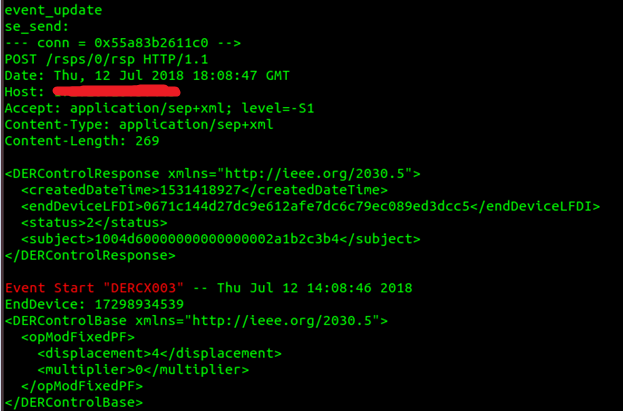 event_update
se_send:
--- conn = 0x55a83b2611c0 -->
POST /rsps/0/rsp HTTP/1.1
Date: Thu, 12 Jul 2018 18:08:47 GMT
Host:
Accept: application/sep+xml; level=-S1
Content-Type: application/sep+xml
Content-Length: 269
<DERControlResponse xmlns="http://ieee.org/2030.5">
<createdDateTime>1531418927</createdDateTime>
<endDeviceLFDI>0671c144d27dc9e612afe7dc6c79ec089ed3dcc5</endDeviceLFDI>
<status>2</status>
<subject>1004d60000000000000002a1b2c3b4</subject>
</DERControlResponse>
Event Start "DERCX003" -- Thu Jul 12 14:08:46 2018
EndDevice: 17298934539
<DERControlBase xmlns="http://ieee.org/2030.5">
<opModFixedPF>
<displacement>4</displacement>
<multiplier>0</multiplier>
</opModFixedPF>
</DERControlBase>